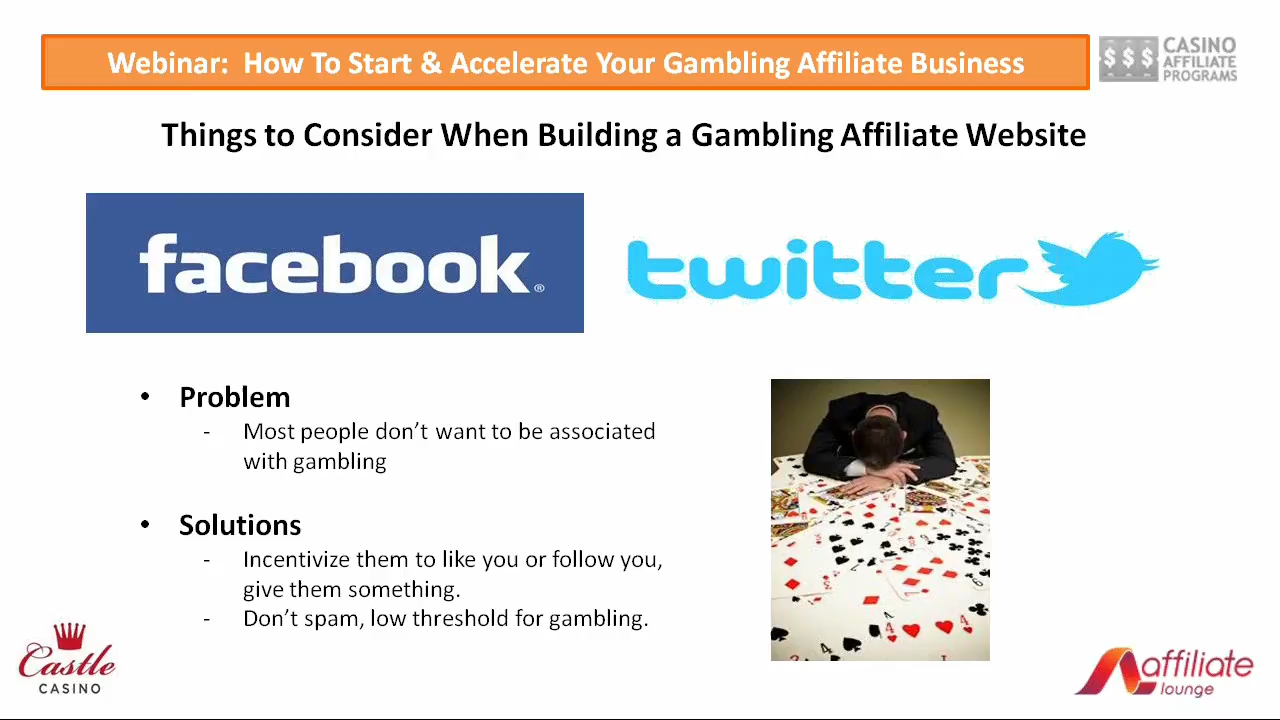 Webinar:  How To Start & Accelerate Your Gambling Affiliate Business
$ $ $
CASINO
AFFILIATE
PROGRAMS
Things to Consider When Building a Gambling Affiliate Website
facebook®
twitter
• Problem
- Most people don’t want to be associated
with gambling
• Solutions
- Incentivize them to like you or follow you,
give them something.
- Don’t spam, low threshold for gambling.
Castle
CASINO
affiliate
lounge